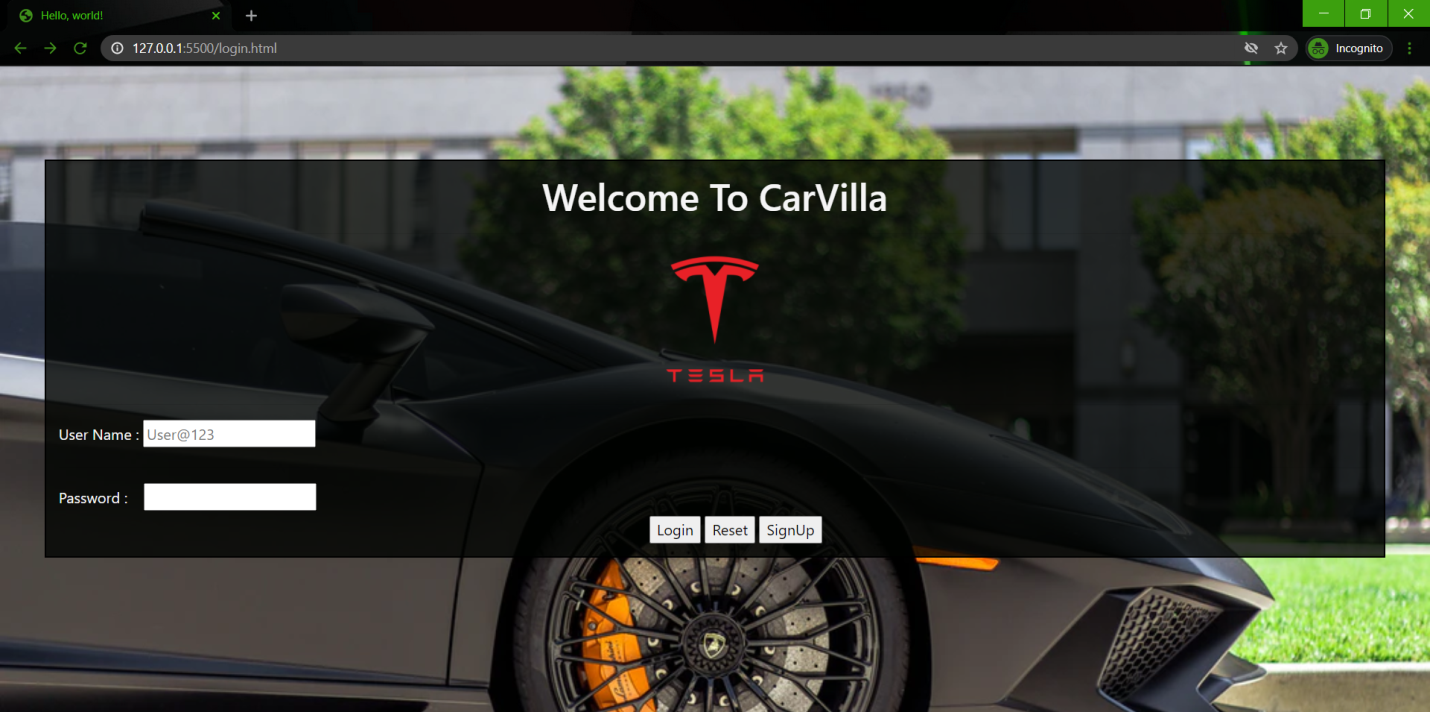 Hello, world!
127.0.0.1:5500/login.html
Incognito
1950
Welcome To CarVilla
TESLA
User Name : User@123
Password :
Login Reset SignUp